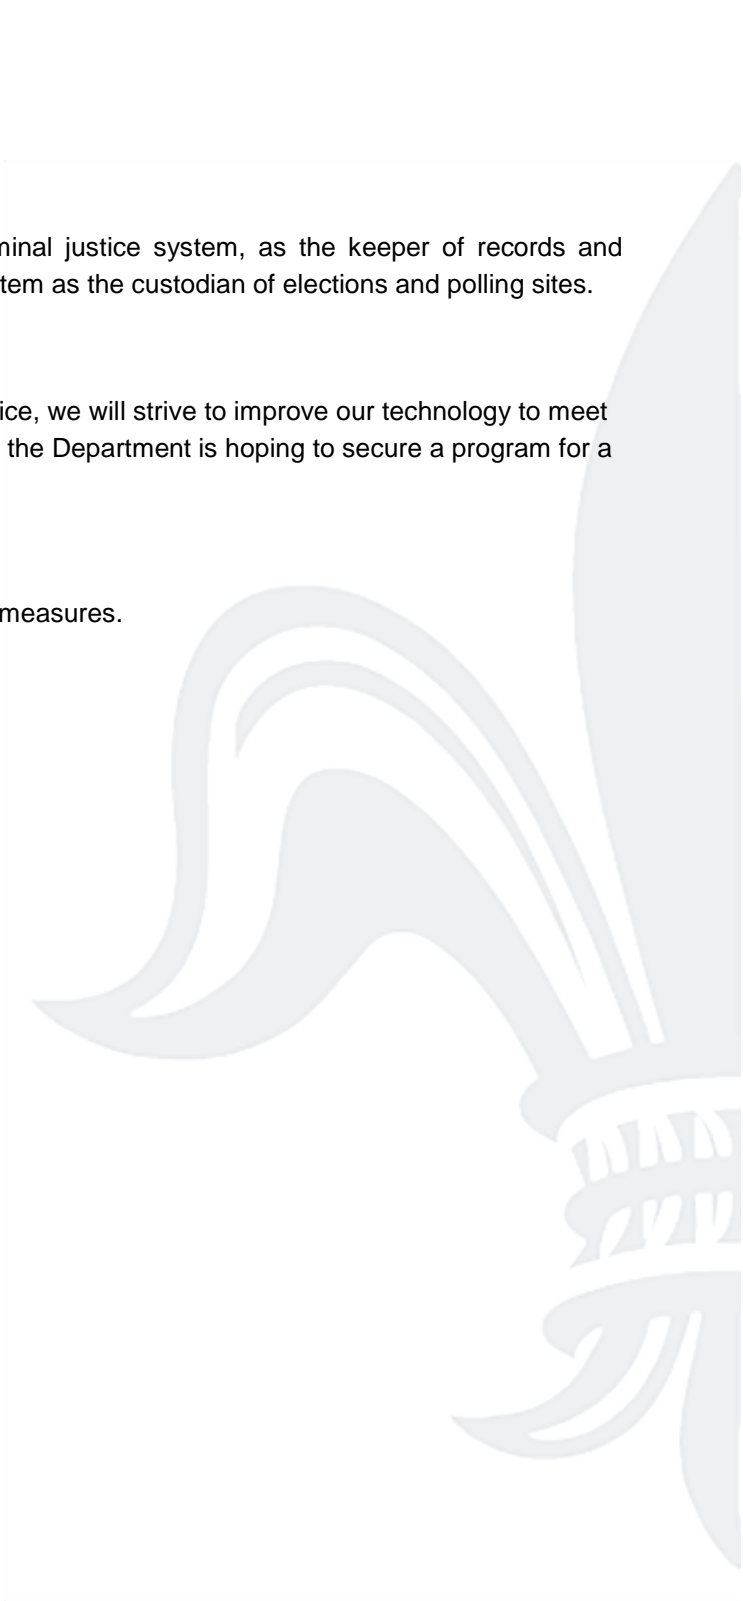 minal justice system, as the keeper of records and
tem as the custodian of elections and polling sites.
ice, we will strive to improve our technology to meet
the Department is hoping to secure a program for a
measures.